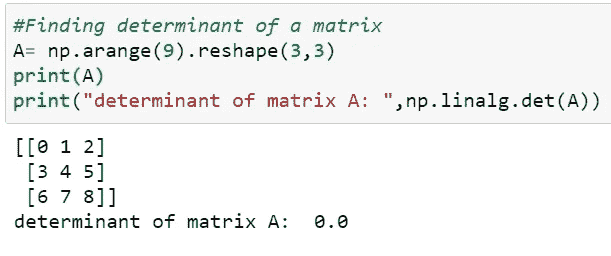 #Finding determinant of a matrix
A= np.arange(9).reshape(3,3)
print(A)
print("determinant of matrix A: ",np.linalg.det(A))
[[0 1 2]
 [3 4 5]
 [6 7 8]]
determinant of matrix A:  0.0